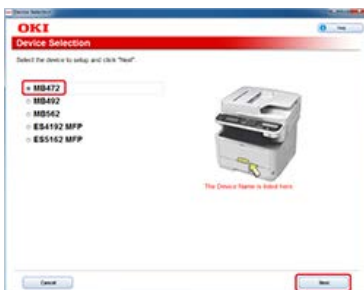 Device Selection
OKI
Device Selection
Select the device to setup and click "Next".
MB472
MB492
MB562
ES4192 MFP
ES5162 MFP
The Device Name is listed here
Cancel
Next